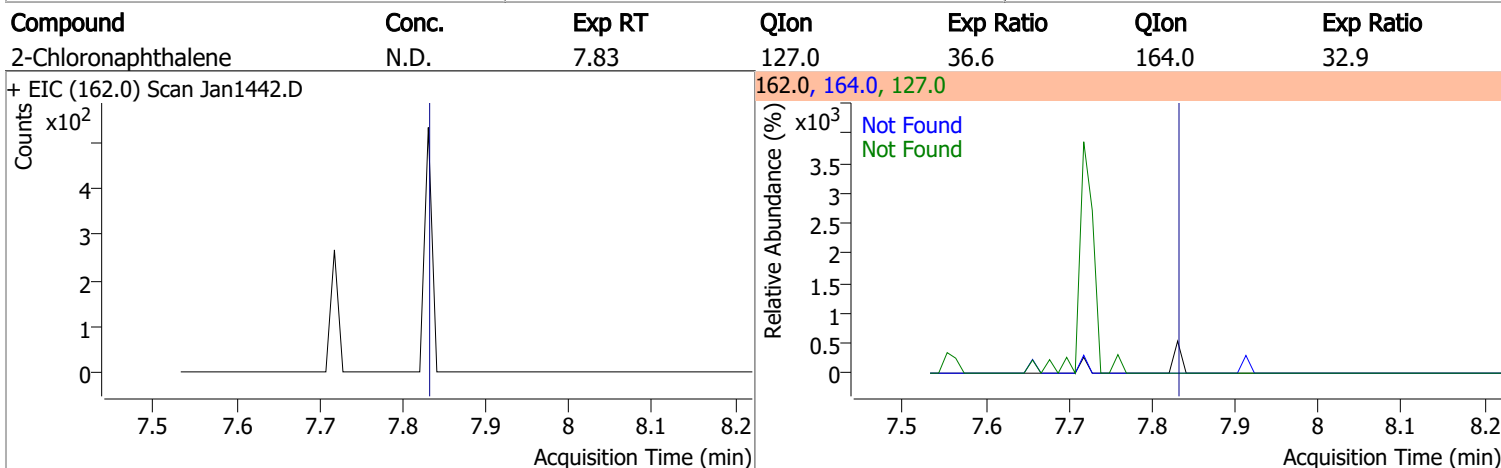 Compound Conc. Exp RT QIon Exp Ratio QIon Exp Ratio
2-Chloronaphthalene N.D. 7.83 127.0 36.6 164.0 32.9
+ EIC (162.0) Scan Jan1442.D
Counts
x10²
4
3
2
1
0
7.5 7.6 7.7 7.8 7.9 8 8.1 8.2
Acquisition Time (min)
162.0, 164.0, 127.0
Relative Abundance (%)
x10³
Not Found
Not Found
3.5
3
2.5
2
1.5
1
0.5
0
7.5 7.6 7.7 7.8 7.9 8 8.1 8.2
Acquisition Time (min)